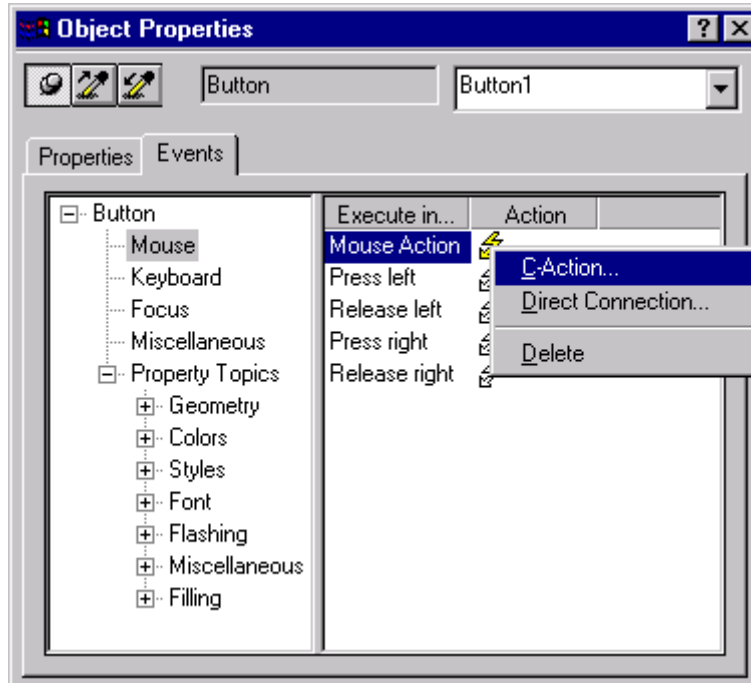 Object Properties
Button Button1
Properties Events
Button
Mouse
Keyboard
Focus
Miscellaneous
Property Topics
Geometry
Colors
Styles
Font
Flashing
Miscellaneous
Filling
Execute in... Action
Mouse Action
Press left
Release left
Press right
Release right
C-Action...
Direct Connection...
Delete